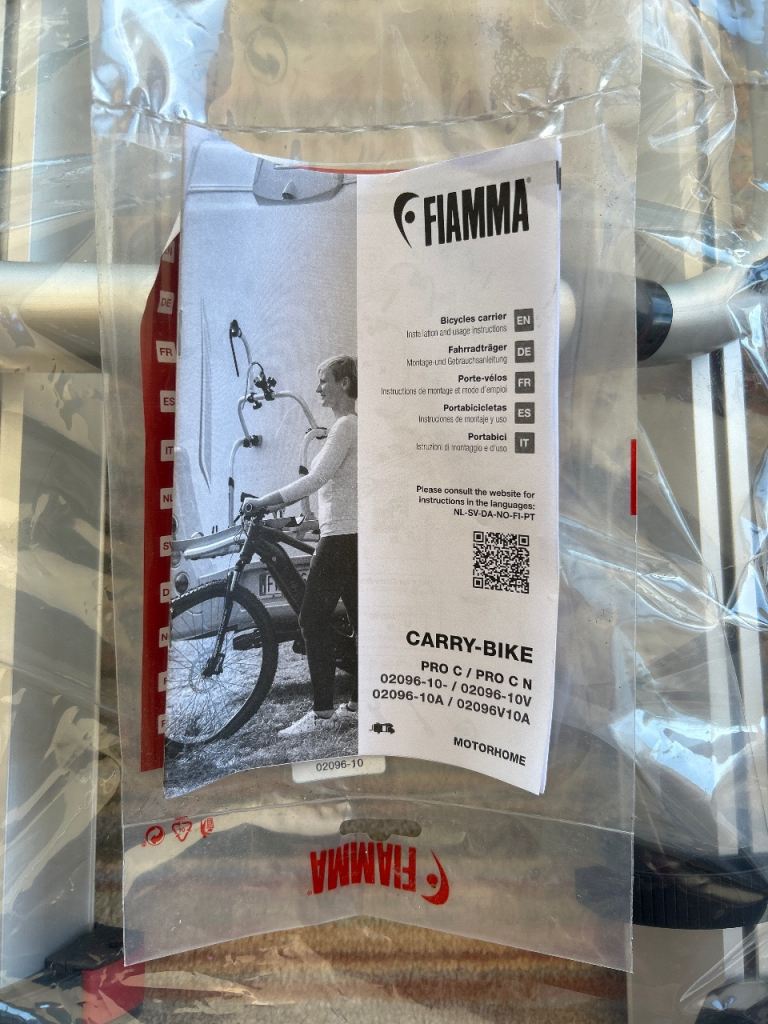 FIAMMA
Bicycles carrier EN
Installation and usage instructions
Fahrradträger DE
Montage-und Gebrauchsanleitung
Porte-vélos FR
Instructions de montage et mode d'emploi
Portabicicletas ES
Instruciones de montaje y uso
Portabici IT
Istruzioni di montaggio e d'uso
Please consult the website for
instructions in the languages:
NL-SV-DA-NO-FI-PT
CARRY-BIKE
PRO C / PRO C N
02096-10- / 02096-10V
02096-10A / 02096V10A
MOTORHOME
DE
FR
ES
IT
NL
SV
02096-10
FIAMMA